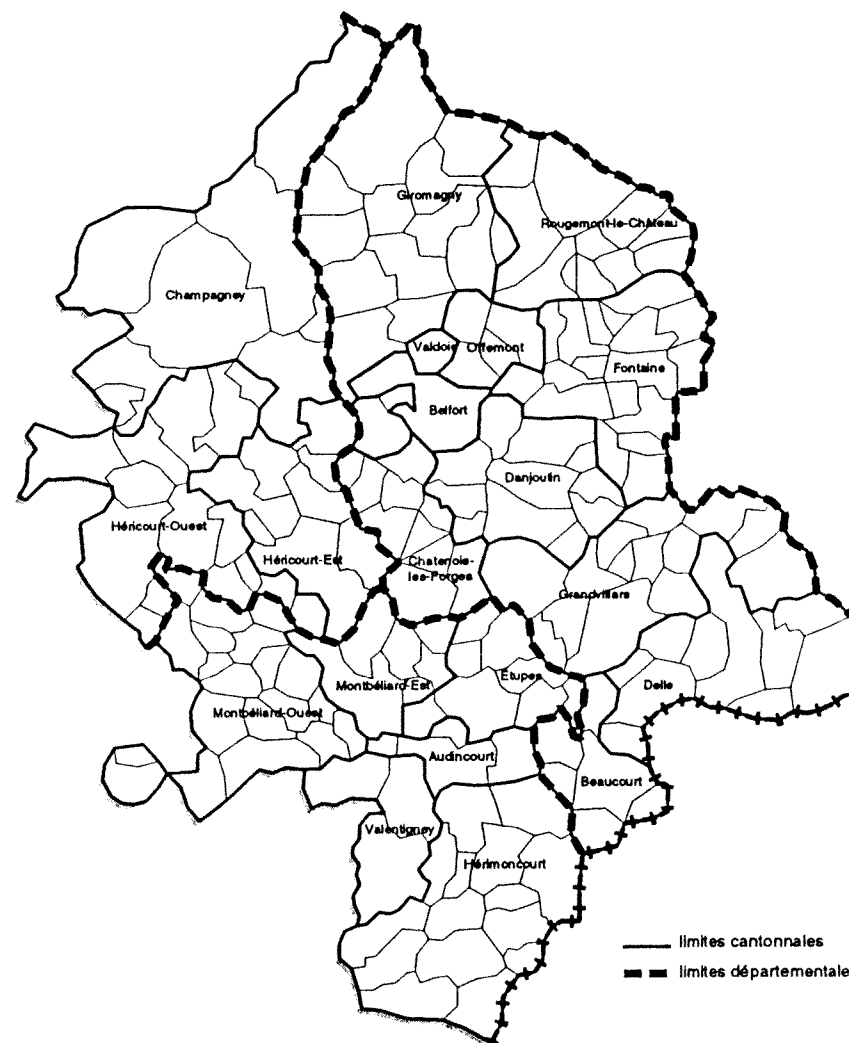 Giromagny
Rougemont-le-Château
Champagney
Valdoie
Offemont
Fontaine
Belfort
Danjoutin
Héricourt-Ouest
Héricourt-Est
Chatenois-
les-Forges
Grandvillars
Montbéliard-Est
Etupes
Delle
Montbéliard-Ouest
Audincourt
Beaucourt
Valentigney
Hérimoncourt
limites cantonnales
limites départementale